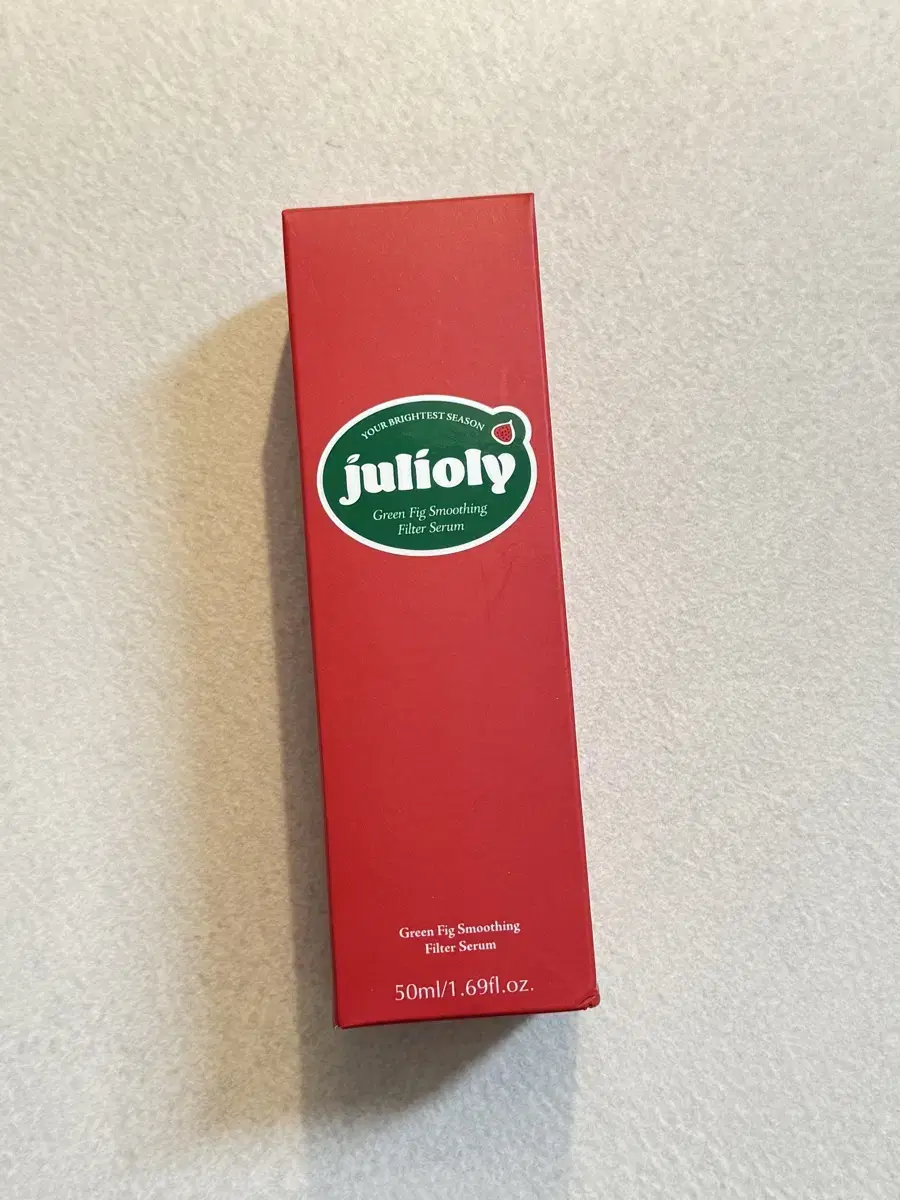 YOUR BRIGHTEST SEASON
julioly
Green Fig Smoothing
Filter Serum
Green Fig Smoothing
Filter Serum
50ml/1.69fl.oz.